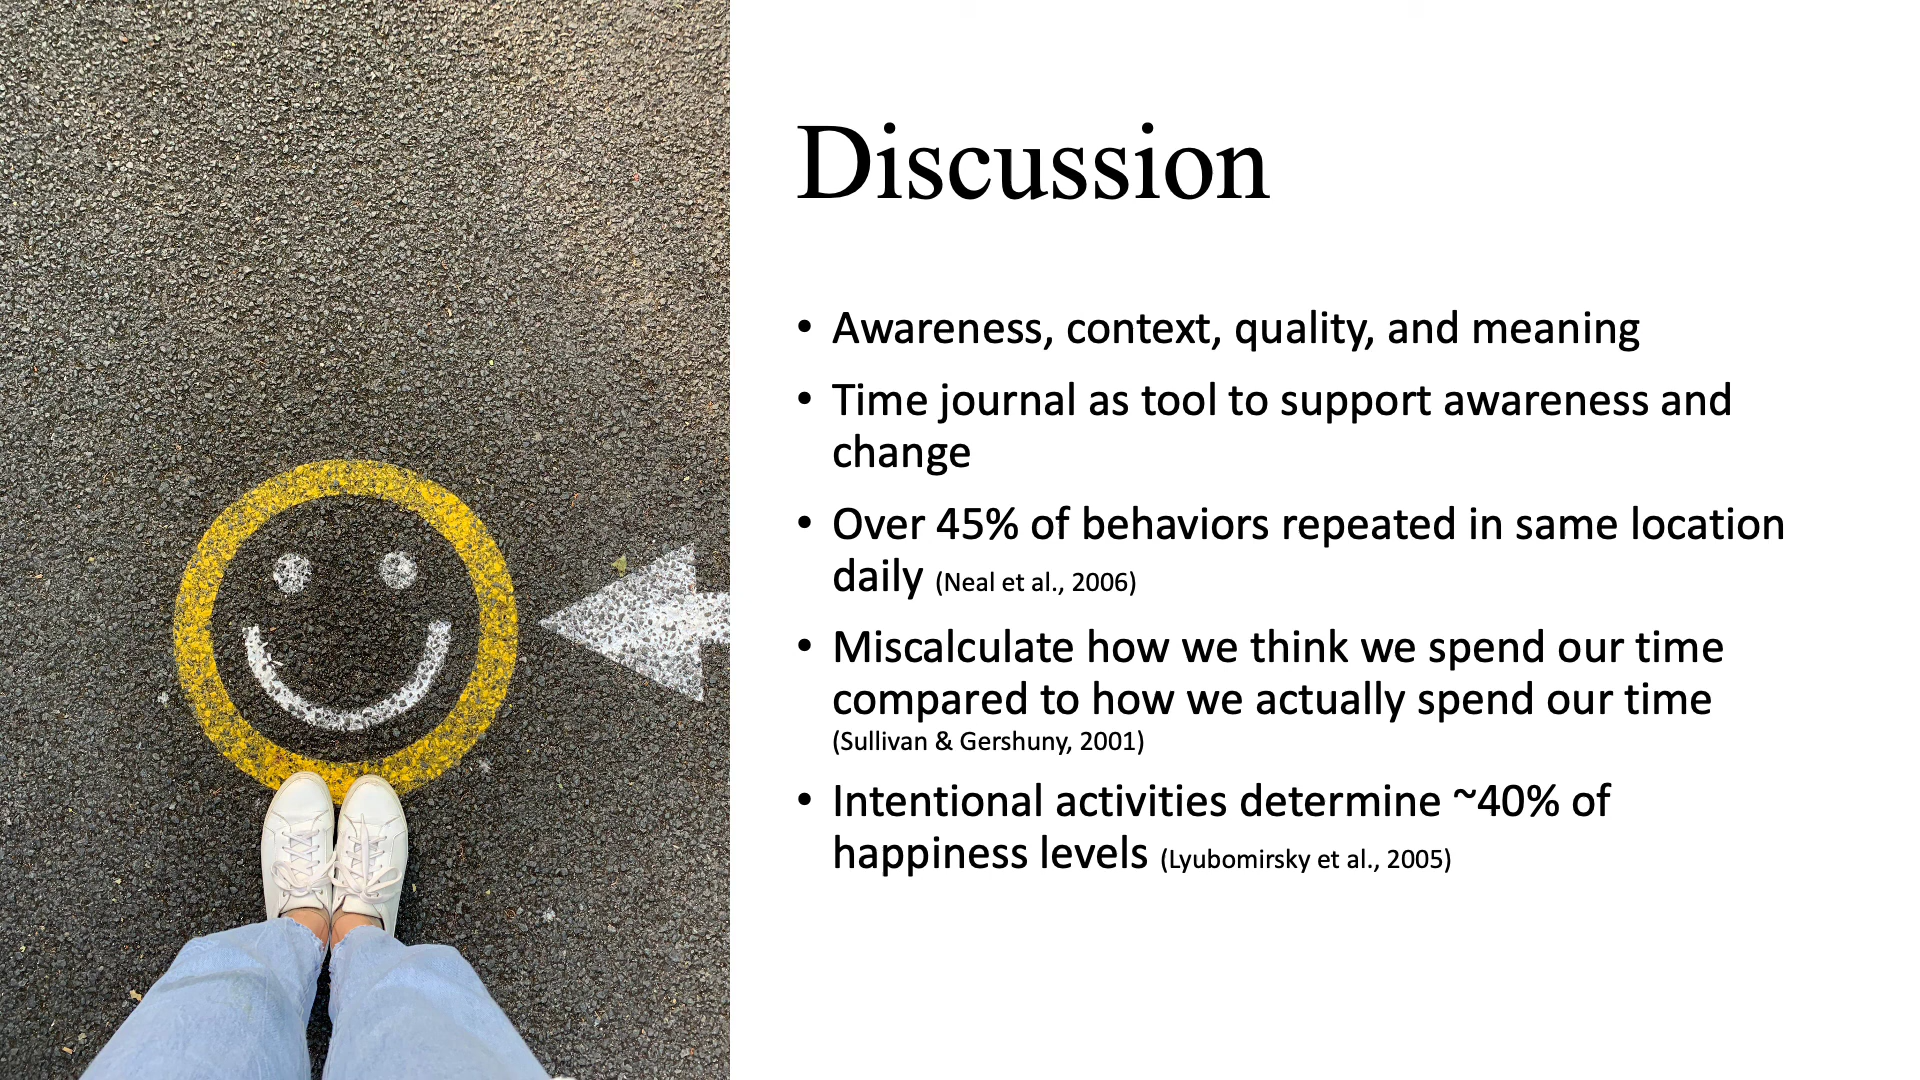 Discussion
• Awareness, context, quality, and meaning
• Time journal as tool to support awareness and
change
• Over 45% of behaviors repeated in same location
daily (Neal et al., 2006)
• Miscalculate how we think we spend our time
compared to how we actually spend our time
(Sullivan & Gershuny, 2001)
• Intentional activities determine ~40% of
happiness levels (Lyubomirsky et al., 2005)